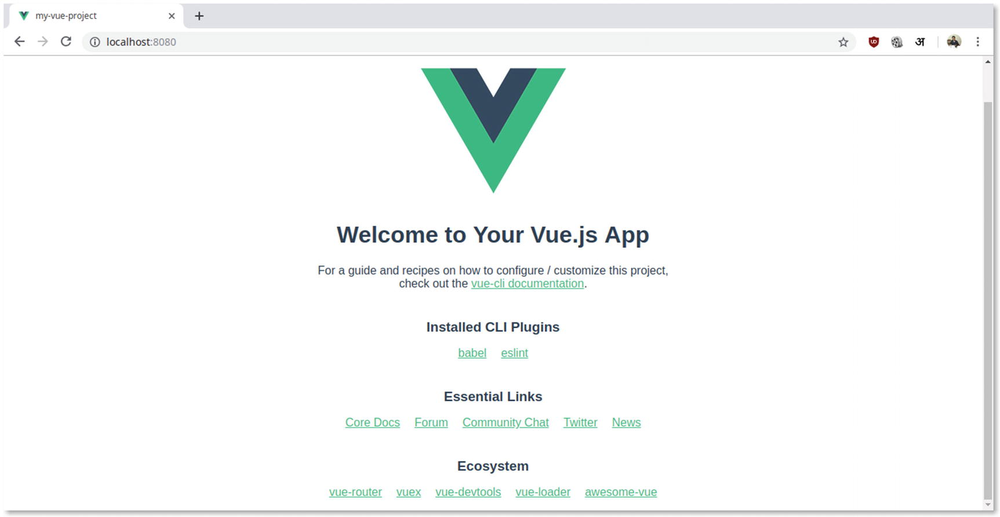 my-vue-project
localhost:8080
अ
Welcome to Your Vue.js App
For a guide and recipes on how to configure / customize this project,
check out the vue-cli documentation.
Installed CLI Plugins
babel eslint
Essential Links
Core Docs Forum Community Chat Twitter News
Ecosystem
vue-router vuex vue-devtools vue-loader awesome-vue